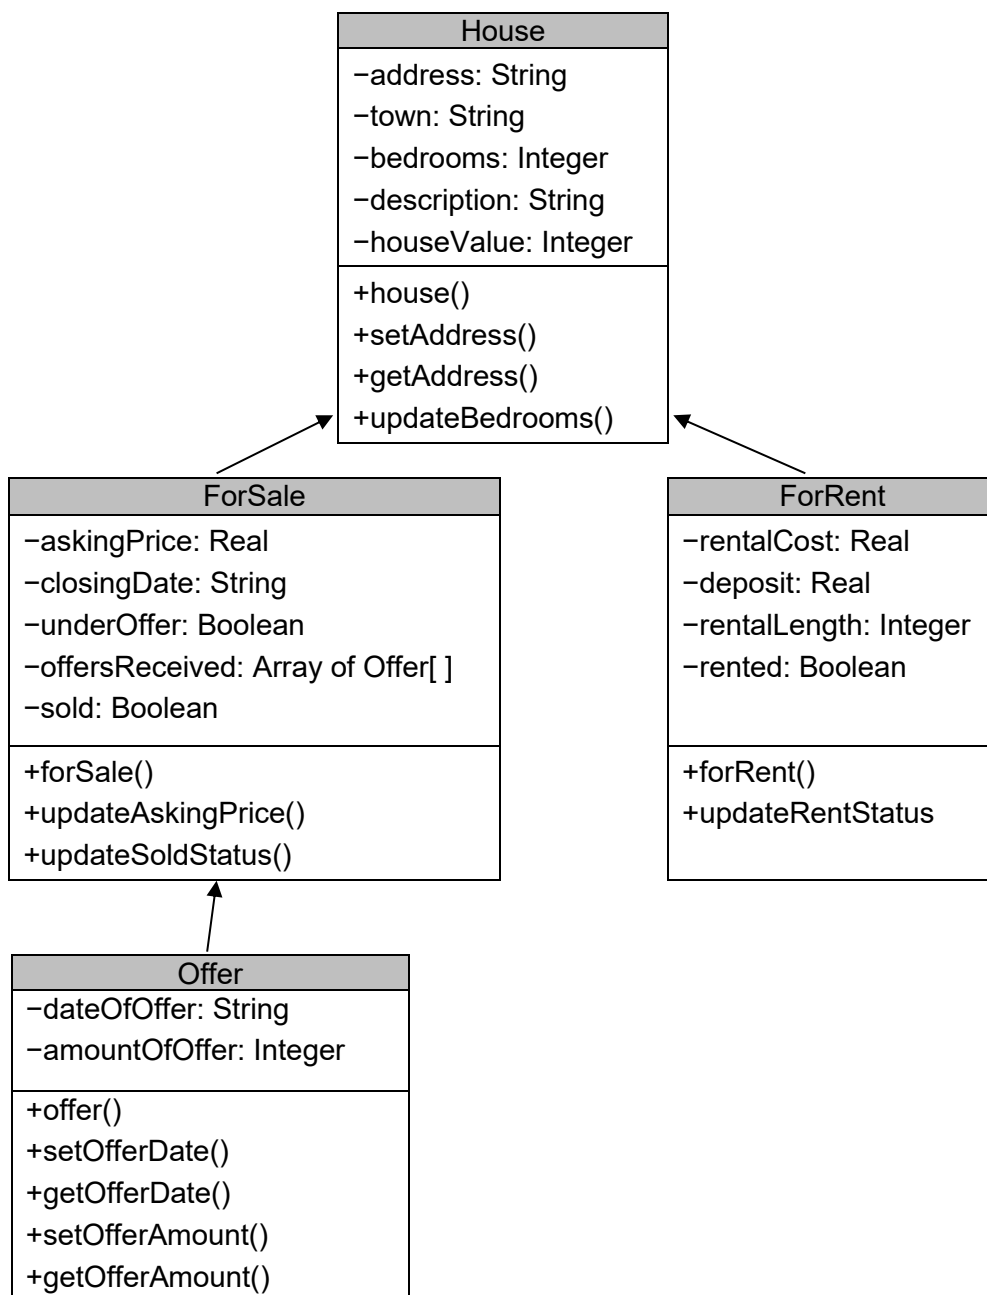 House
−address: String
−town: String
−bedrooms: Integer
−description: String
−houseValue: Integer
+house()
+setAddress()
+getAddress()
+updateBedrooms()
ForSale
−askingPrice: Real
−closingDate: String
−underOffer: Boolean
−offersReceived: Array of Offer[ ]
−sold: Boolean
+forSale()
+updateAskingPrice()
+updateSoldStatus()
ForRent
−rentalCost: Real
−deposit: Real
−rentalLength: Integer
−rented: Boolean
+forRent()
+updateRentStatus
Offer
−dateOfOffer: String
−amountOfOffer: Integer
+offer()
+setOfferDate()
+getOfferDate()
+setOfferAmount()
+getOfferAmount()